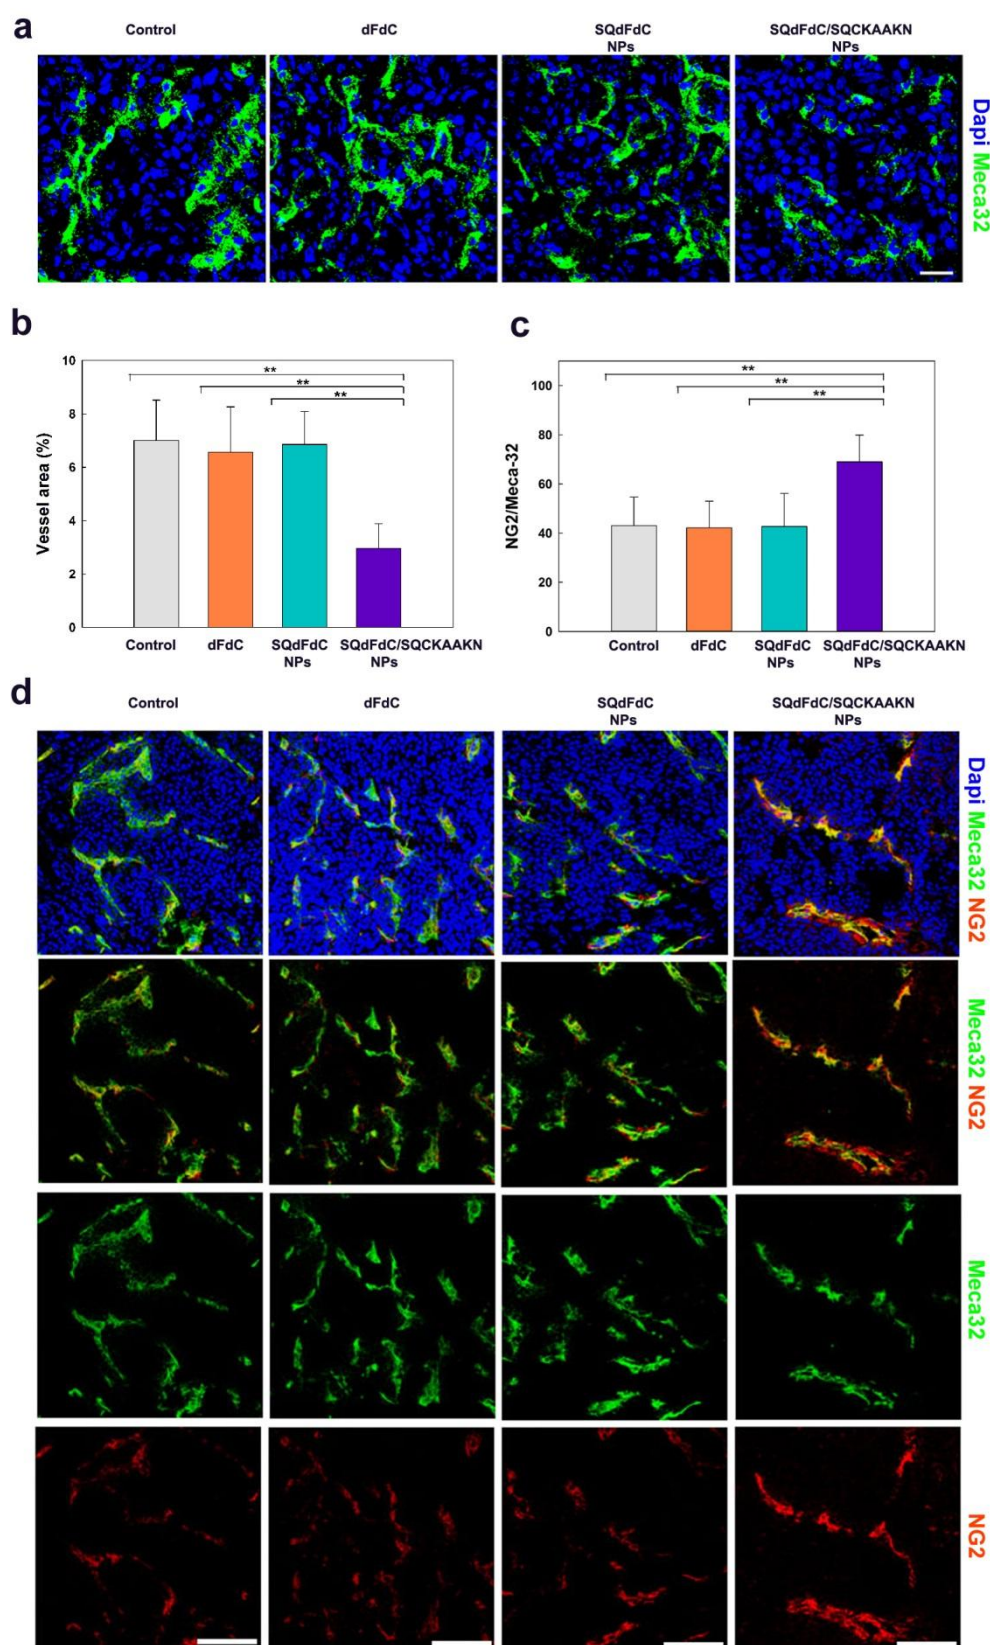 a
Control
dFdC
SQdFdC
NPs
SQdFdC/SQCKAAKN
NPs
Dapi Meca32
b
10
8
6
4
2
0
Vessel area (%)
**
**
**
Control
dFdC
SQdFdC
NPs
SQdFdC/SQCKAAKN
NPs
c
100
80
60
40
20
0
NG2/Meca-32
**
**
**
Control
dFdC
SQdFdC
NPs
SQdFdC/SQCKAAKN
NPs
d
Control
dFdC
SQdFdC
NPs
SQdFdC/SQCKAAKN
NPs
Dapi Meca32 NG2
Meca32 NG2
Meca32
NG2